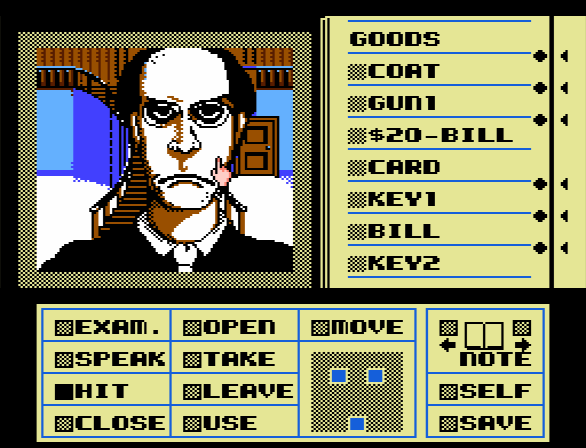 GOODS
COAT
GUN1
$20-BILL
CARD
KEY1
BILL
KEY2
EXAM. OPEN MOVE
SPEAK TAKE NOTE
HIT LEAVE SELF
CLOSE USE SAVE